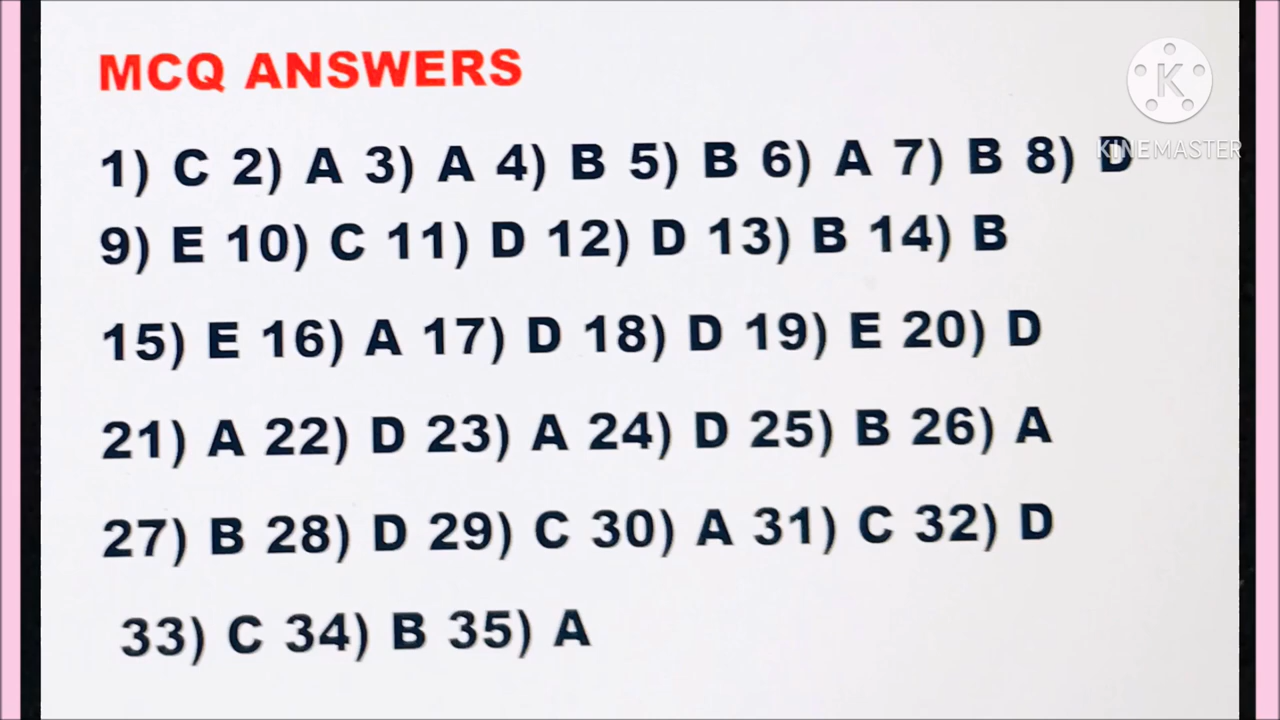 MCQ ANSWERS
K
KINEMASTER
1) C 2) A 3) A 4) B 5) B 6) A 7) B 8) D
9) E 10) C 11) D 12) D 13) B 14) B
15) E 16) A 17) D 18) D 19) E 20) D
21) A 22) D 23) A 24) D 25) B 26) A
27) B 28) D 29) C 30) A 31) C 32) D
33) C 34) B 35) A